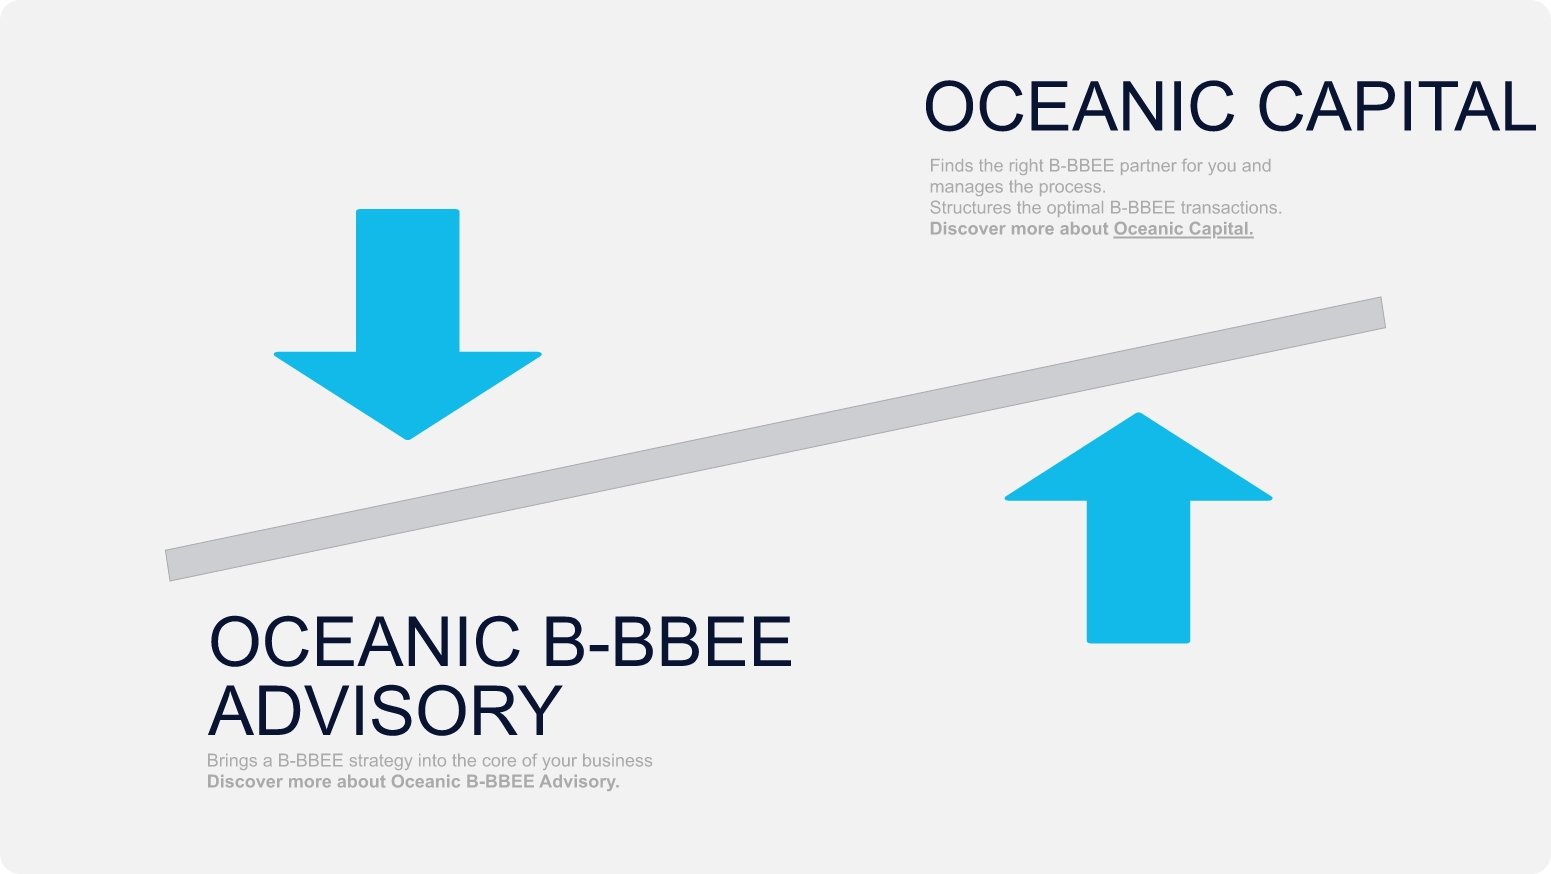 OCEANIC CAPITAL
Finds the right B-BBEE partner for you and
manages the process.
Structures the optimal B-BBEE transactions.
Discover more about Oceanic Capital.
OCEANIC B-BBEE
ADVISORY
Brings a B-BBEE strategy into the core of your business
Discover more about Oceanic B-BBEE Advisory.